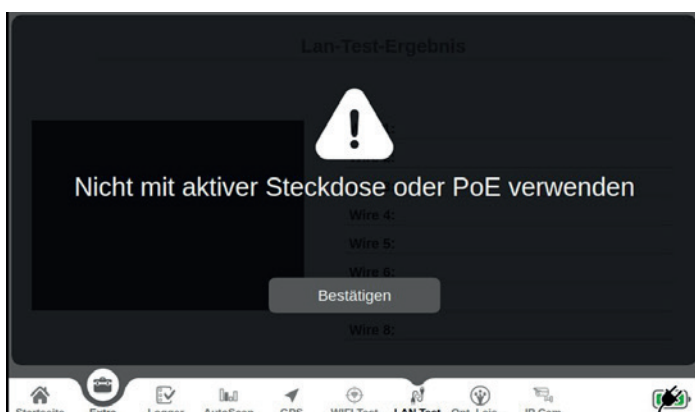 Lan-Test-Ergebnis
Nicht mit aktiver Steckdose oder PoE verwenden
Wire 4:
Wire 5:
Wire 6:
Bestätigen
Wire 8:
Startseite Extra Logger AutoScan GPS WIFI Test LAN Test Opt. Leis. IP Cam